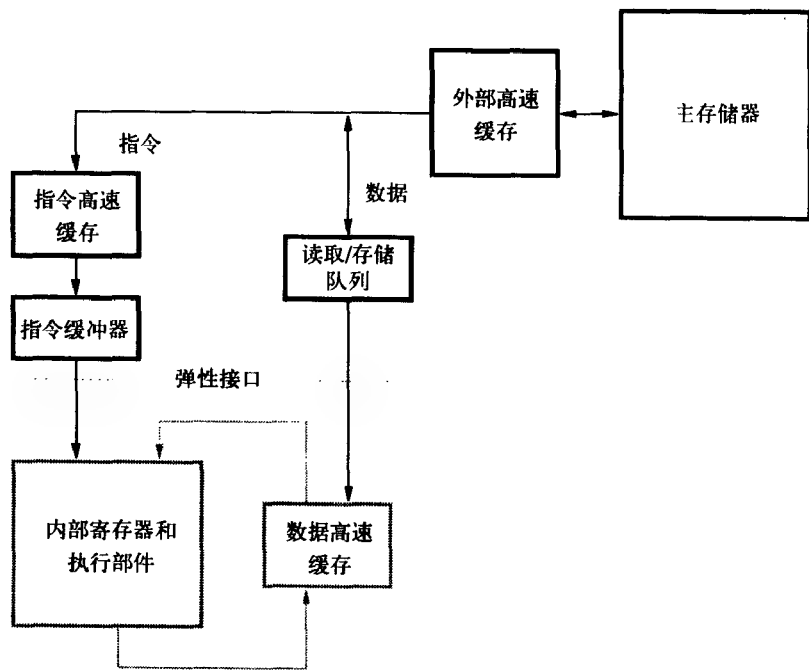 外部高速
缓存
主存储器
指令
指令高速
缓存
数据
读取/存储
队列
指令缓冲器
弹性接口
内部寄存器和
执行部件
数据高速
缓存